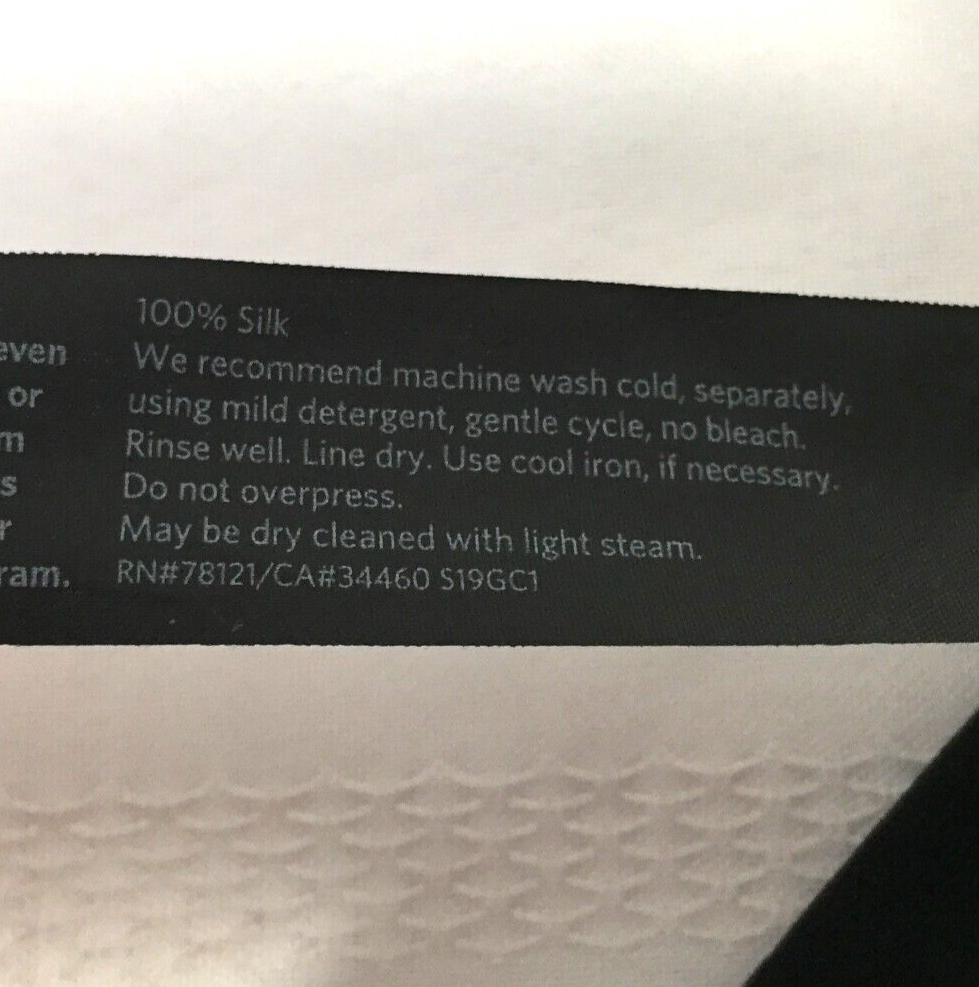 100% Silk
even We recommend machine wash cold, separately,
or using mild detergent, gentle cycle, no bleach.
m Rinse well. Line dry. Use cool iron, if necessary.
s Do not overpress.
r May be dry cleaned with light steam.
ram. RN#78121/CA#34460 S19GC1